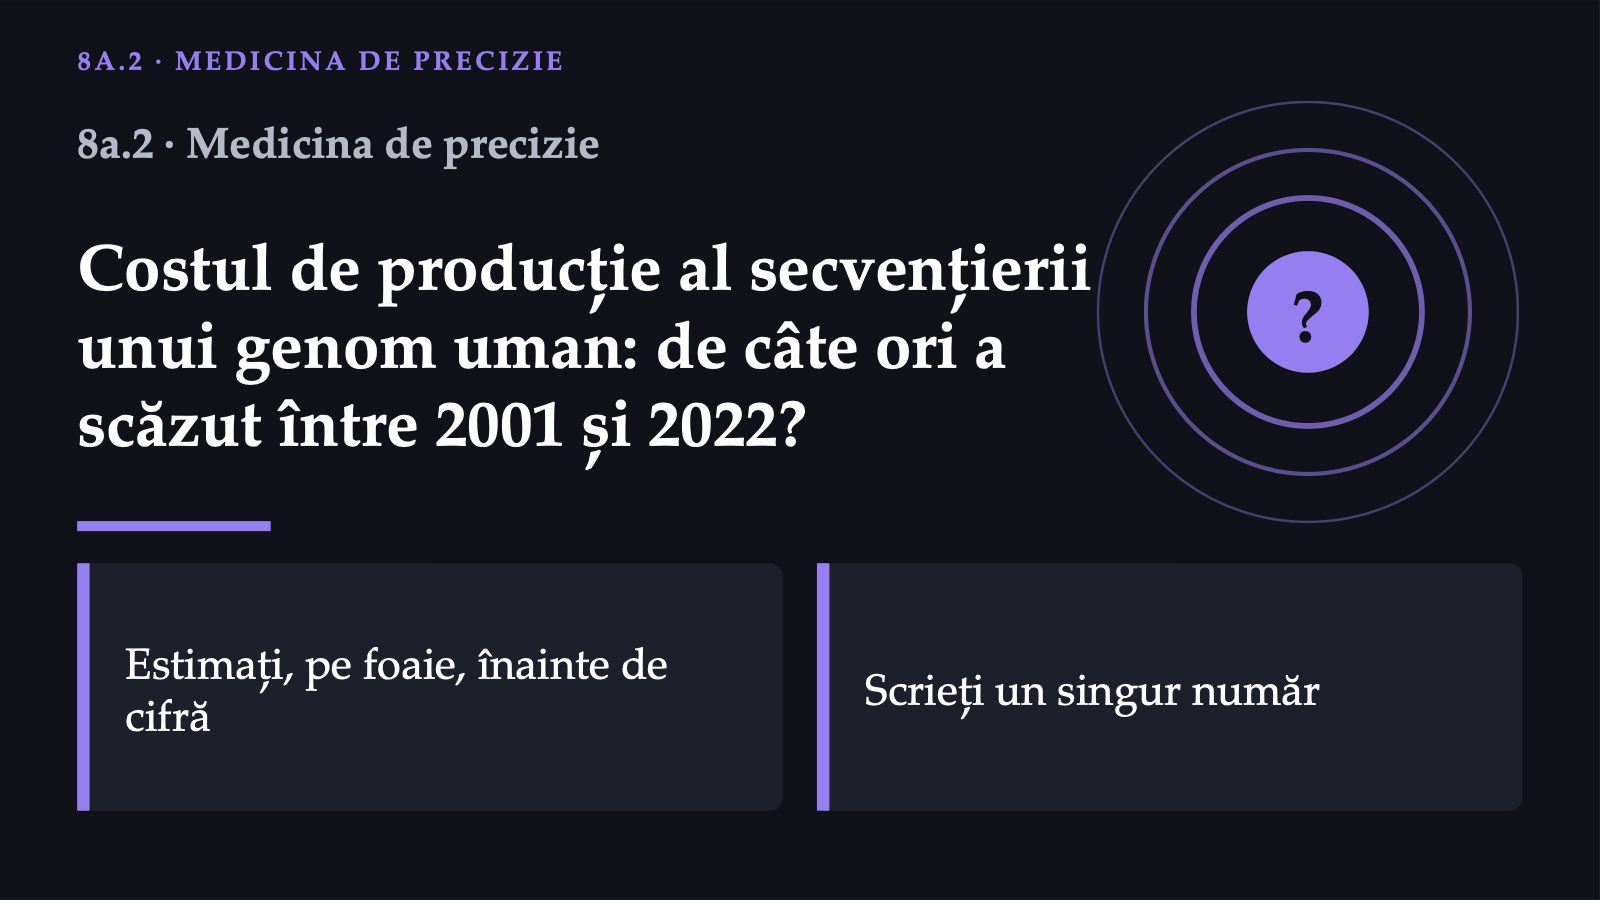 8A.2 · MEDICINA DE PRECIZIE
8a.2 · Medicina de precizie
Costul de producție al secvențierii
unui genom uman: de câte ori a
scăzut între 2001 și 2022?
?
Estimați, pe foaie, înainte de
cifră
Scrieți un singur număr